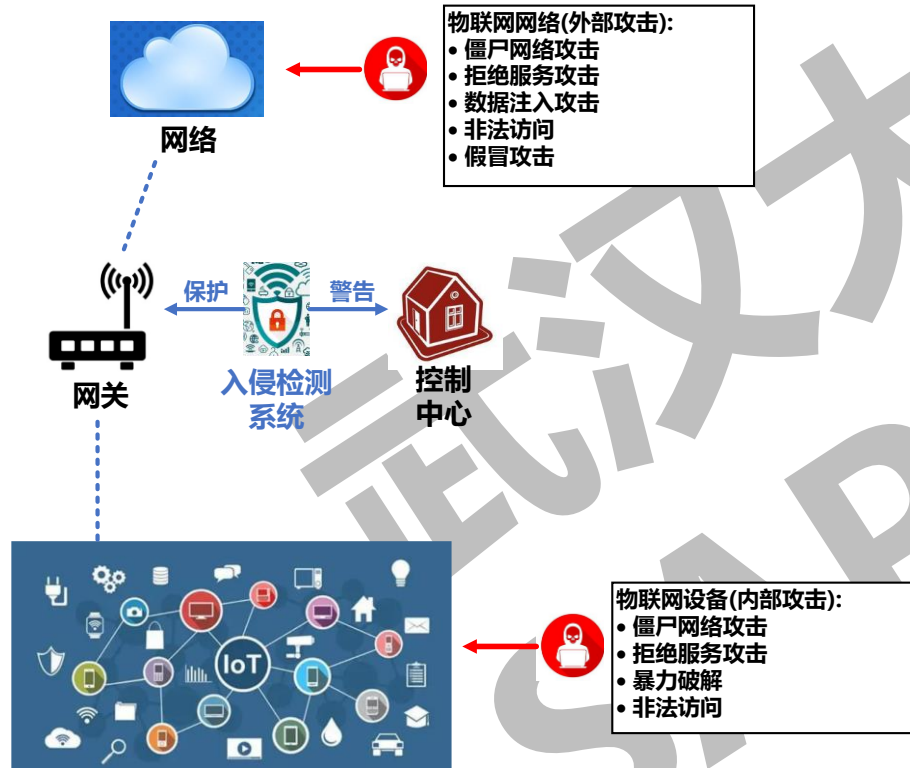 物联网网络(外部攻击):
• 僵尸网络攻击
• 拒绝服务攻击
• 数据注入攻击
• 非法访问
• 假冒攻击
网络
保护
警告
网关
入侵检测
系统
控制
中心
IoT
物联网设备(内部攻击):
• 僵尸网络攻击
• 拒绝服务攻击
• 暴力破解
• 非法访问
武汉大